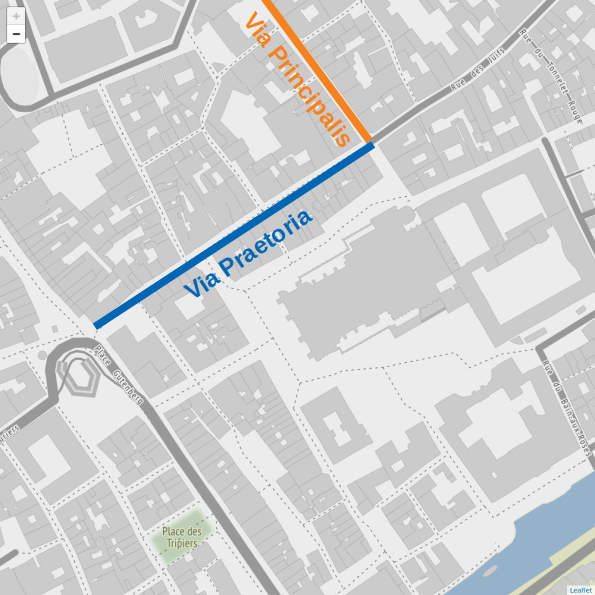 +
−
Via Principalis
Rue des Juifs
Rue du Tonnelet Rouge
Via Praetoria
Place Gutenberg
Rue du Bain-aux-Roses
Place des
Tripiers
Leaflet